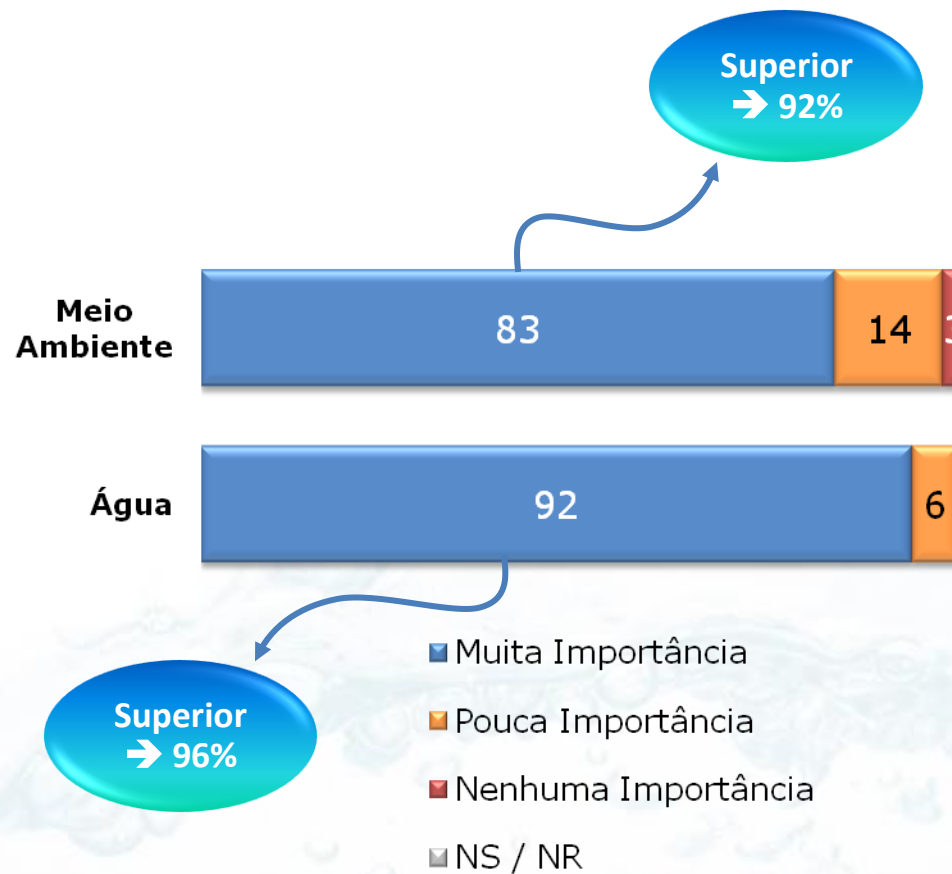 Superior
➔ 92%
Meio
Ambiente
83
14
Água
92
6
Superior
➔ 96%
Muita Importância
Pouca Importância
Nenhuma Importância
NS / NR